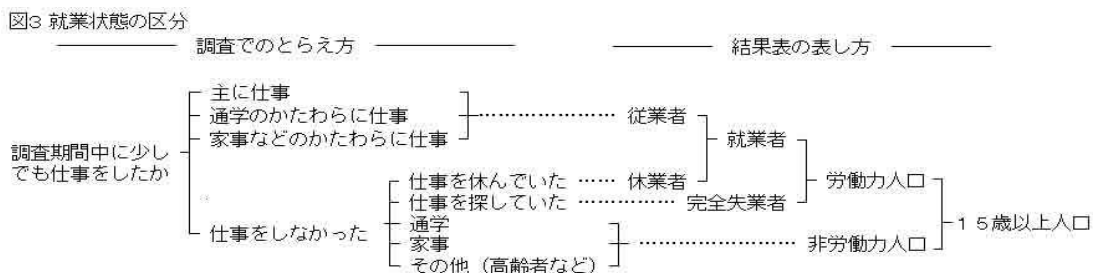 図3 就業状態の区分
調査でのとらえ方 結果表の表し方
主に仕事
通学のかたわらに仕事 ・・・・・・・・・・・・・・・・ 従業者
家事などのかたわらに仕事 就業者
調査期間中に少し
でも仕事をしたか
仕事を休んでいた ・・・・・ 休業者 労働力人口
仕事を探していた ・・・・・・・・・・ 完全失業者
仕事をしなかった 通学 15歳以上人口
家事 ・・・・・・・・・・・・・・・・・ 非労働力人口
その他(高齢者など)